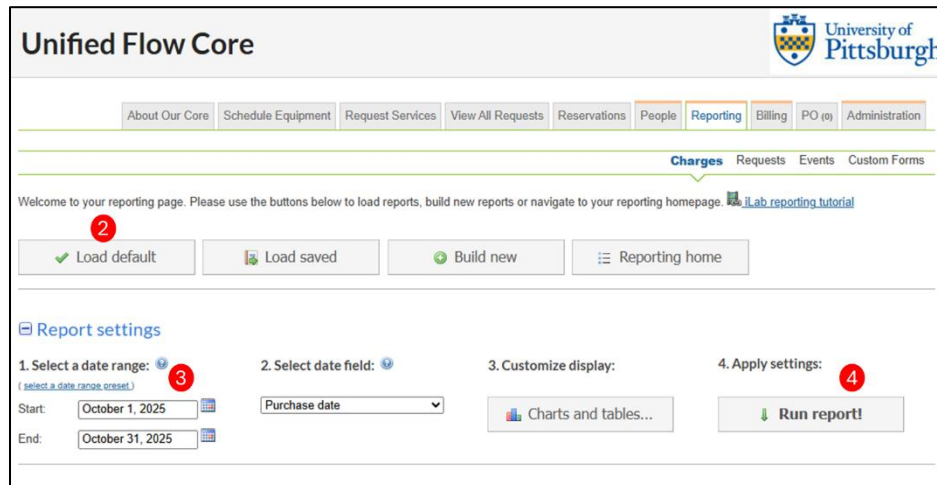 Unified Flow Core
University of
Pittsburgh
About Our Core Schedule Equipment Request Services View All Requests Reservations People Reporting Billing PO (0) Administration
Charges Requests Events Custom Forms
Welcome to your reporting page. Please use the buttons below to load reports, build new reports or navigate to your reporting homepage. iLab reporting tutorial
2
Load default Load saved Build new Reporting home
Report settings
1. Select a date range: 2. Select date field: 3. Customize display: 4. Apply settings:
3 4
( select a date range preset )
Start: October 1, 2025 Purchase date Charts and tables... Run report!
End: October 31, 2025